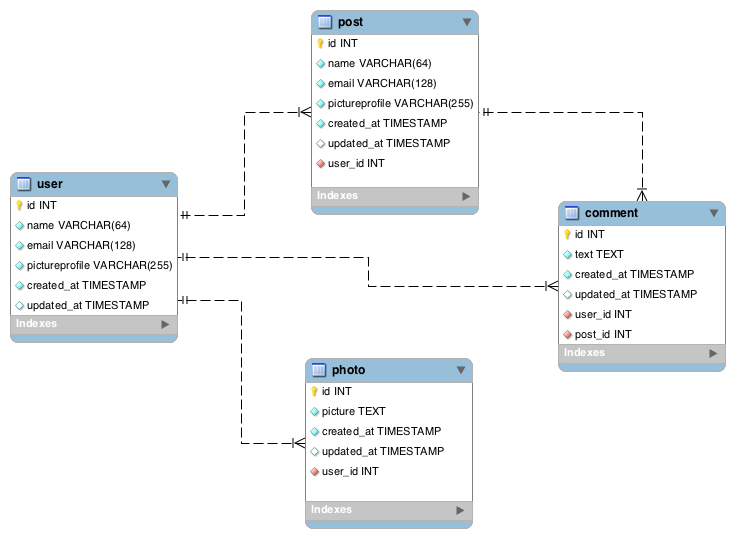 post
id INT
name VARCHAR(64)
email VARCHAR(128)
pictureprofile VARCHAR(255)
created_at TIMESTAMP
updated_at TIMESTAMP
user_id INT
Indexes
user
id INT
name VARCHAR(64)
email VARCHAR(128)
pictureprofile VARCHAR(255)
created_at TIMESTAMP
updated_at TIMESTAMP
Indexes
comment
id INT
text TEXT
created_at TIMESTAMP
updated_at TIMESTAMP
user_id INT
post_id INT
Indexes
photo
id INT
picture TEXT
created_at TIMESTAMP
updated_at TIMESTAMP
user_id INT
Indexes